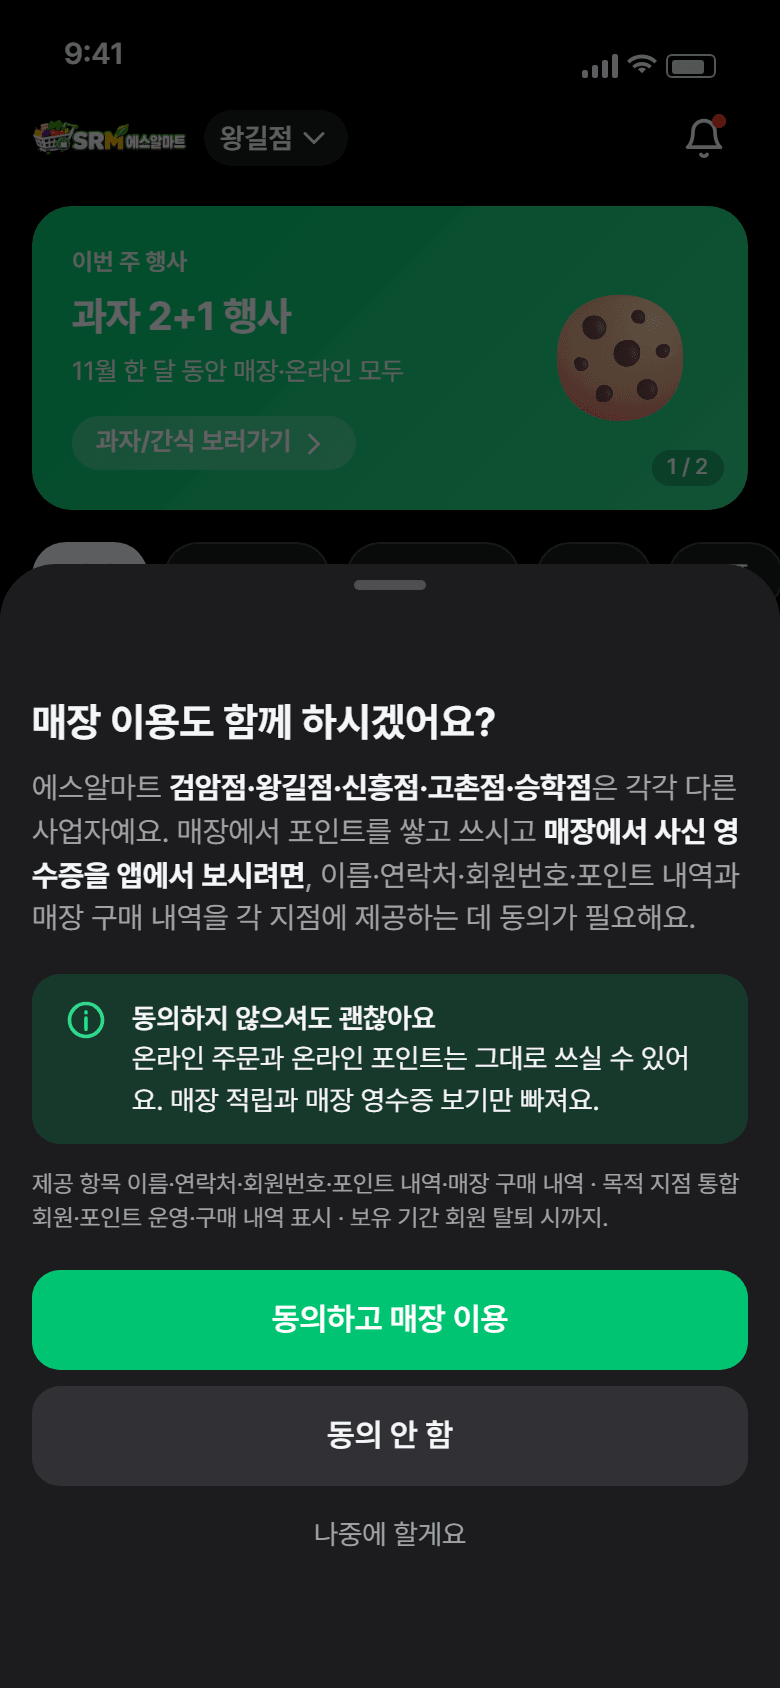 9:41
SRM 에스알마트 왕길점
이번 주 행사
과자 2+1 행사
11월 한 달 동안 매장·온라인 모두
과자/간식 보러가기
1 / 2
매장 이용도 함께 하시겠어요?
에스알마트 검암점·왕길점·신흥점·고촌점·승학점은 각각 다른
사업자예요. 매장에서 포인트를 쌓고 쓰시고 매장에서 사신 영
수증을 앱에서 보시려면, 이름·연락처·회원번호·포인트 내역과
매장 구매 내역을 각 지점에 제공하는 데 동의가 필요해요.
동의하지 않으셔도 괜찮아요
온라인 주문과 온라인 포인트는 그대로 쓰실 수 있어
요. 매장 적립과 매장 영수증 보기만 빠져요.
제공 항목 이름·연락처·회원번호·포인트 내역·매장 구매 내역 · 목적 지점 통합
회원·포인트 운영·구매 내역 표시 · 보유 기간 회원 탈퇴 시까지.
동의하고 매장 이용
동의 안 함
나중에 할게요